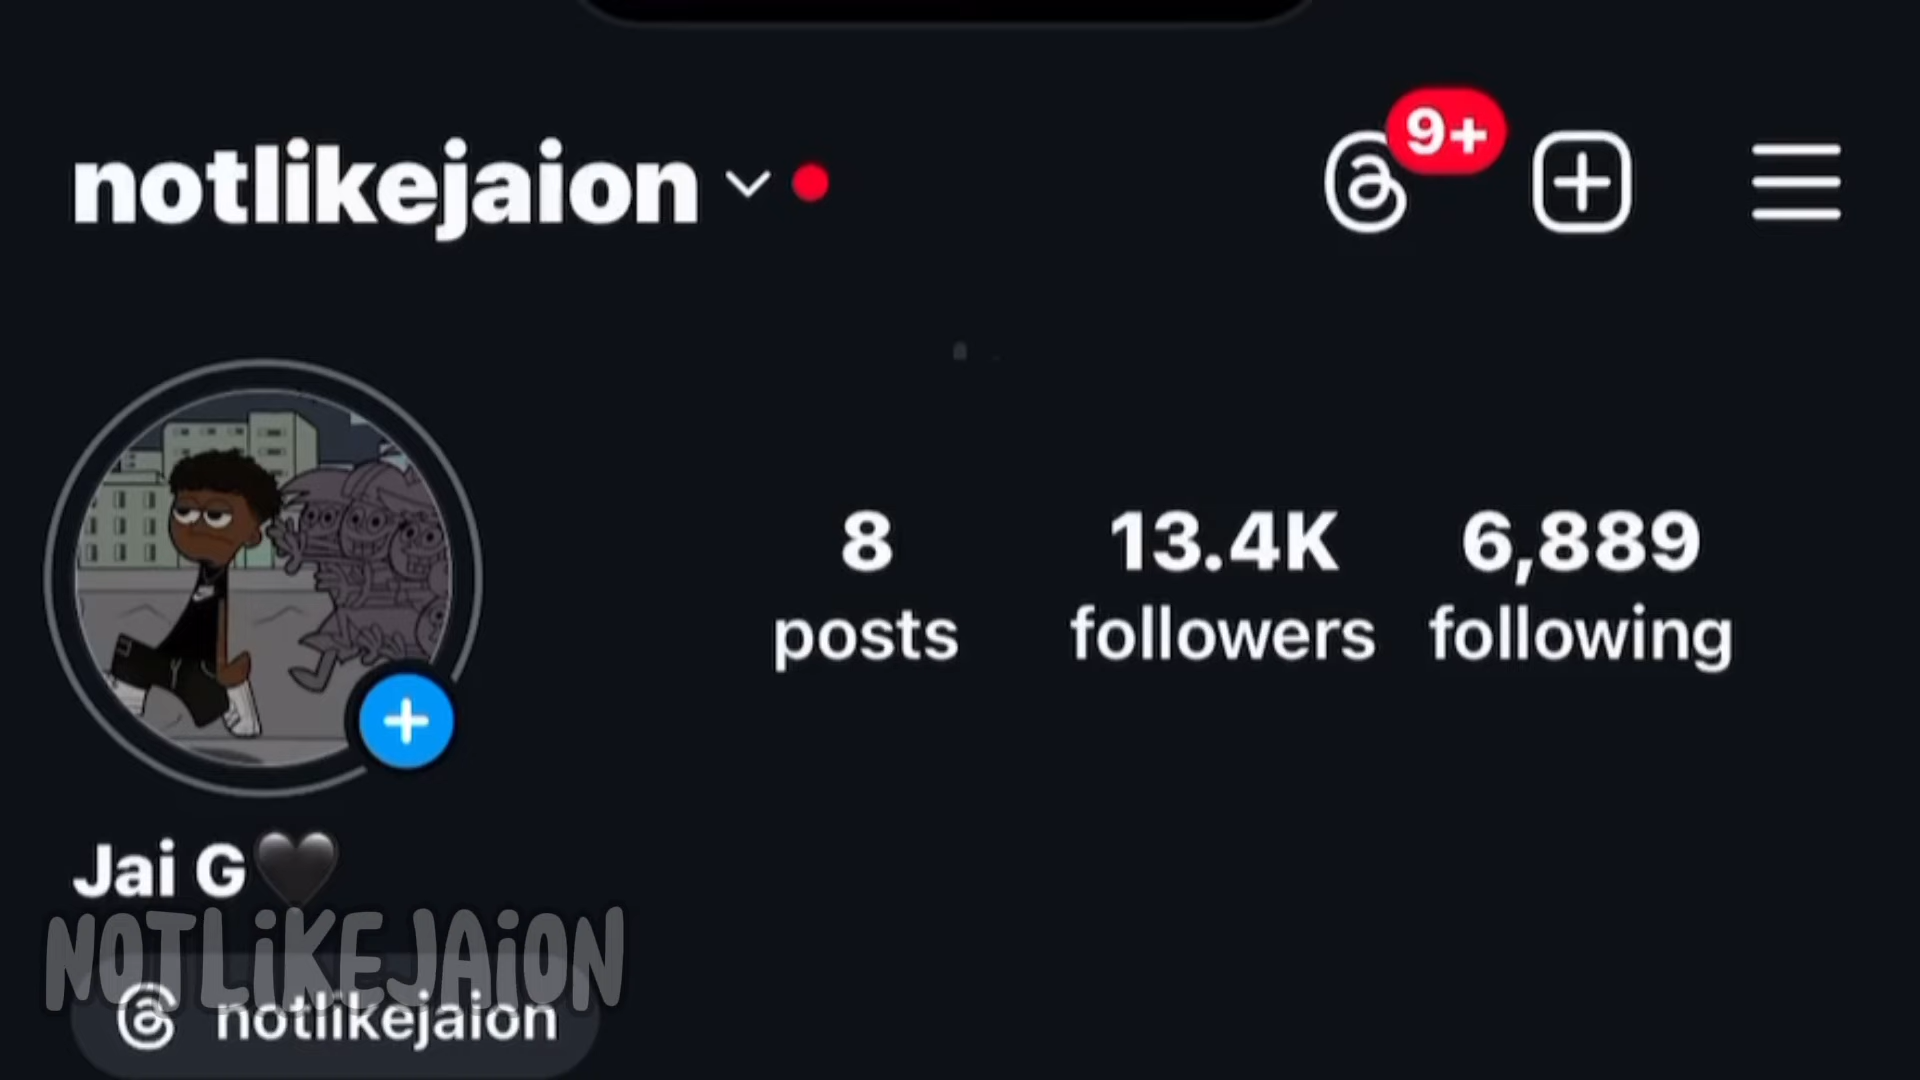 notlikejaion
9+
8 13.4K 6,889
posts followers following
Jai G🖤
NOTLiKEJAiON
notlikejaion